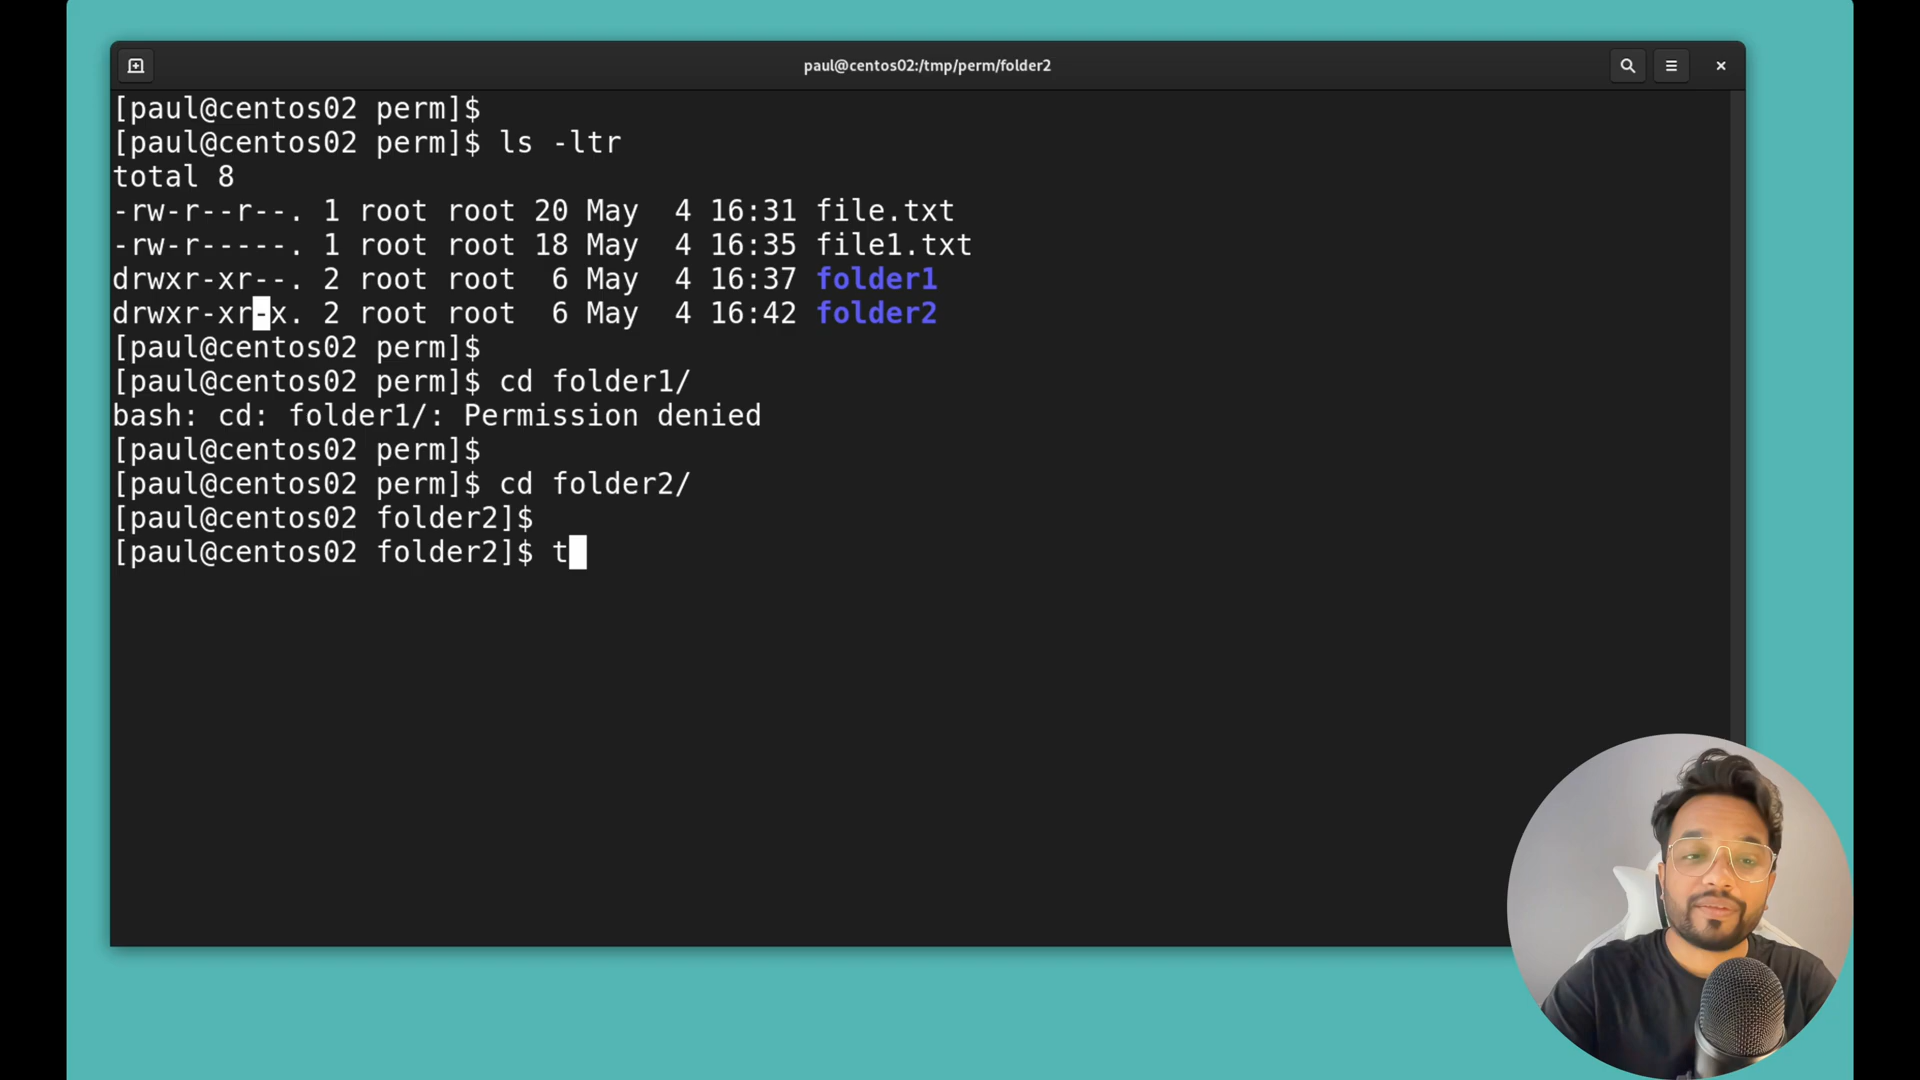 paul@centos02:/tmp/perm/folder2
[paul@centos02 perm]$
[paul@centos02 perm]$ ls -ltr
total 8
-rw-r--r--. 1 root root 20 May  4 16:31 file.txt
-rw-r-----. 1 root root 18 May  4 16:35 file1.txt
drwxr-xr--. 2 root root  6 May  4 16:37 folder1
drwxr-xr-x. 2 root root  6 May  4 16:42 folder2
[paul@centos02 perm]$
[paul@centos02 perm]$ cd folder1/
bash: cd: folder1/: Permission denied
[paul@centos02 perm]$
[paul@centos02 perm]$ cd folder2/
[paul@centos02 folder2]$
[paul@centos02 folder2]$ t